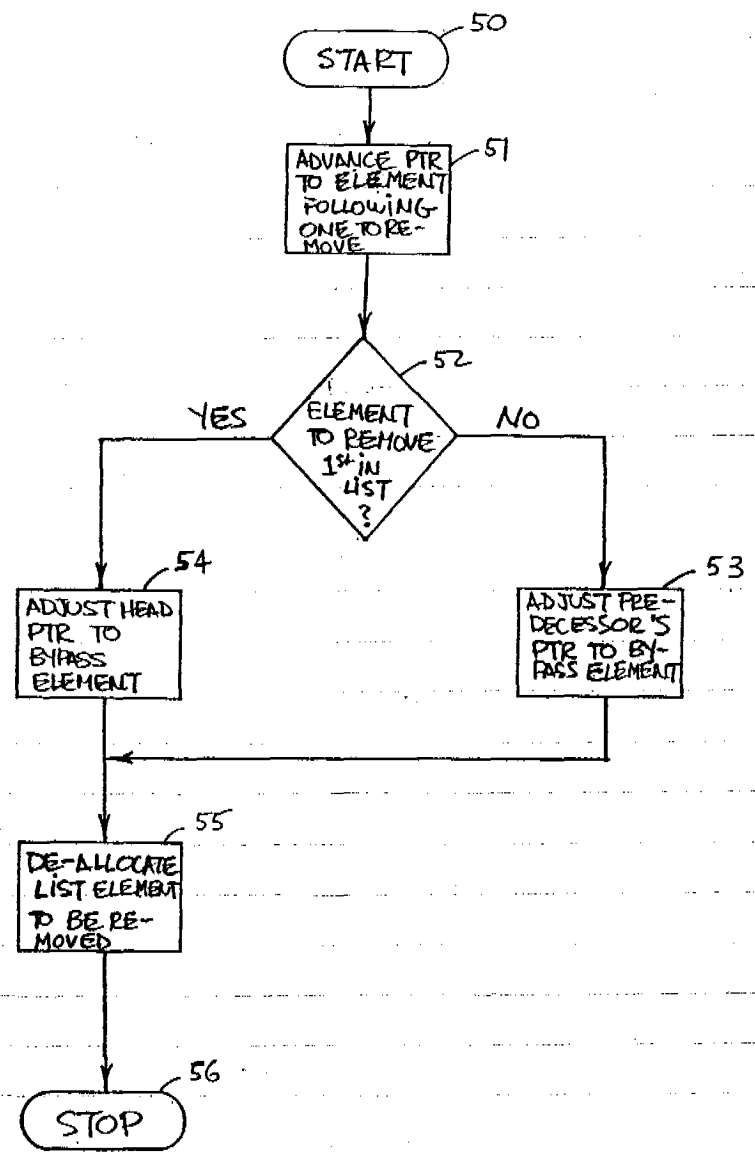 50
START
51
ADVANCE PTR
TO ELEMENT
FOLLOWING
ONE TO RE-
MOVE
52
ELEMENT
TO REMOVE
1st IN
LIST
?
YES
NO
54
ADJUST HEAD
PTR TO
BYPASS
ELEMENT
53
ADJUST PRE-
DECESSOR'S
PTR TO BY-
PASS ELEMENT
55
DE-ALLOCATE
LIST ELEMENT
TO BE RE-
MOVED
56
STOP